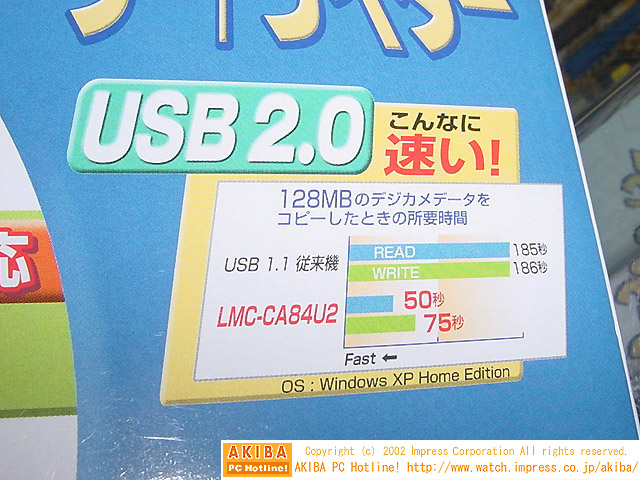 USB 2.0
こんなに
速い!
128MBのデジカメデータを
コピーしたときの所要時間
USB 1.1 従来機
READ 185秒
WRITE 186秒
LMC-CA84U2
50秒
75秒
Fast ←
OS : Windows XP Home Edition
AKIBA
PC Hotline!
Copyright (c) 2002 Impress Corporation All rights reserved.
AKIBA PC Hotline! http://www.watch.impress.co.jp/akiba/